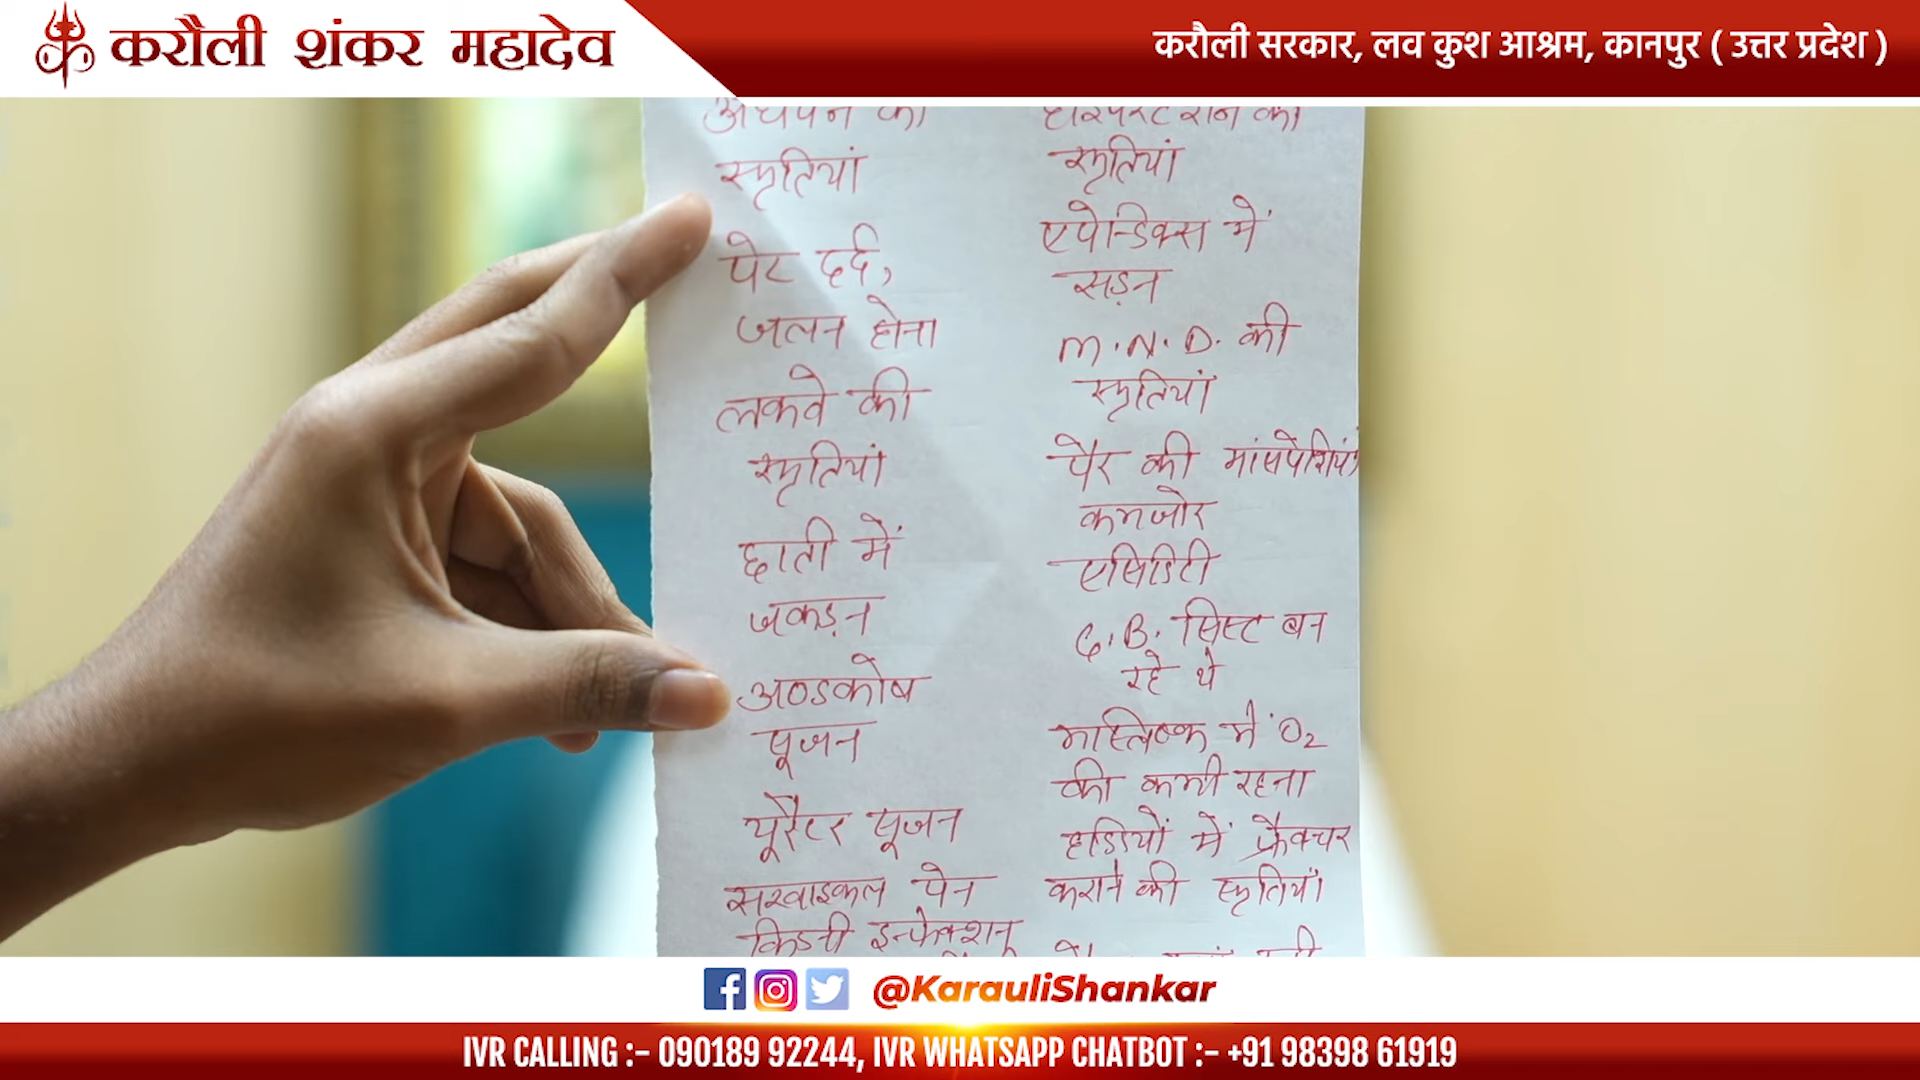 करौली शंकर महादेव
करौली सरकार, लव कुश आश्रम, कानपुर ( उत्तर प्रदेश )
अंधेपन की
स्मृतियां
पेट दर्द,
जलन होना
लकवे की
स्मृतियां
छाती में
जकड़न
अण्डकोष
सूजन
यूरेटर सूजन
सरवाइकल पेन
किडनी इन्फेक्शन
की
स्मृतियां
एपेन्डिक्स में
सड़न
M.N.D. की
स्मृतियां
पैर की मांसपेशियां
कमजोर
एसिडिटी
G.B. सिस्ट बन
रहे थे
मास्तिष्क में O2
की कमी रहना
हडियों में फ्रैक्चर
कराने की स्मृतियां
@KarauliShankar
IVR CALLING :- 090189 92244, IVR WHATSAPP CHATBOT :- +91 98398 61919